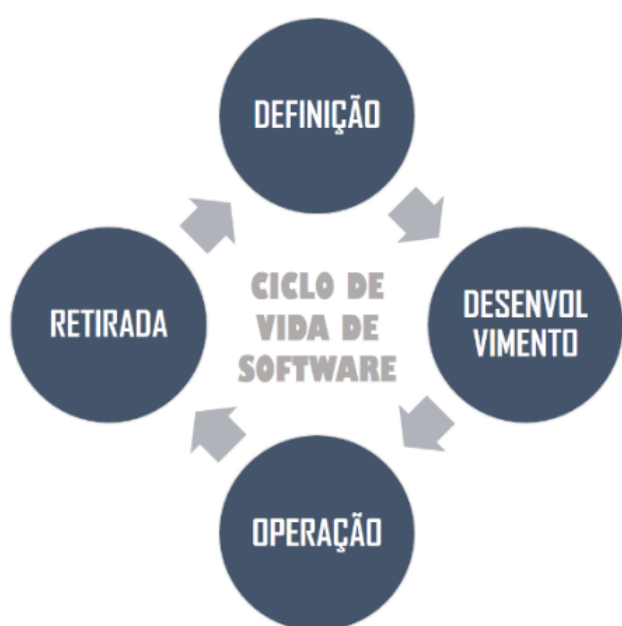 DEFINIÇÃO
CICLO DE
VIDA DE
SOFTWARE
RETIRADA
DESENVOL
VIMENTO
OPERAÇÃO